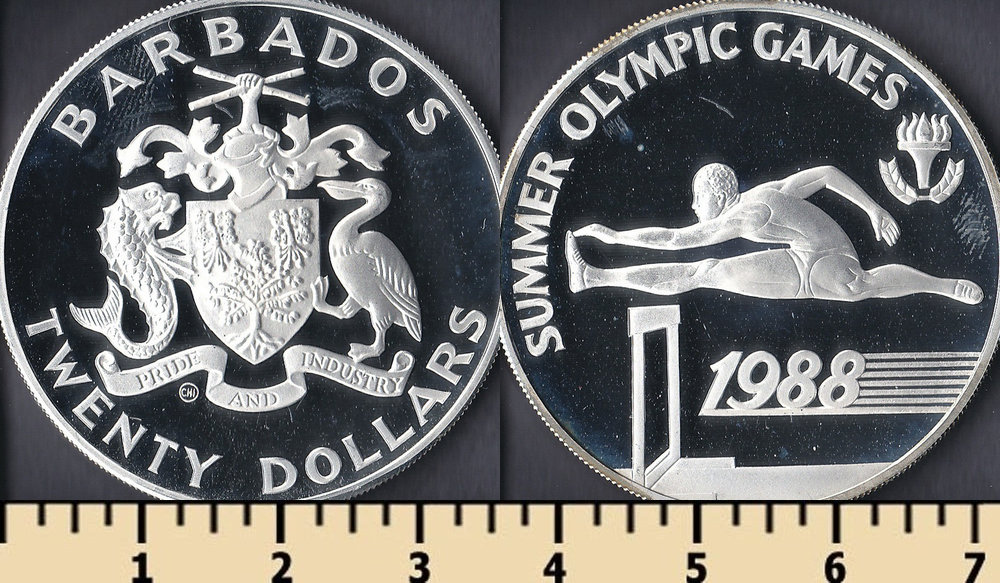 BARBADOS
PRIDE AND INDUSTRY
CHI
TWENTY DOLLARS
SUMMER OLYMPIC GAMES
1988
1 2 3 4 5 6 7